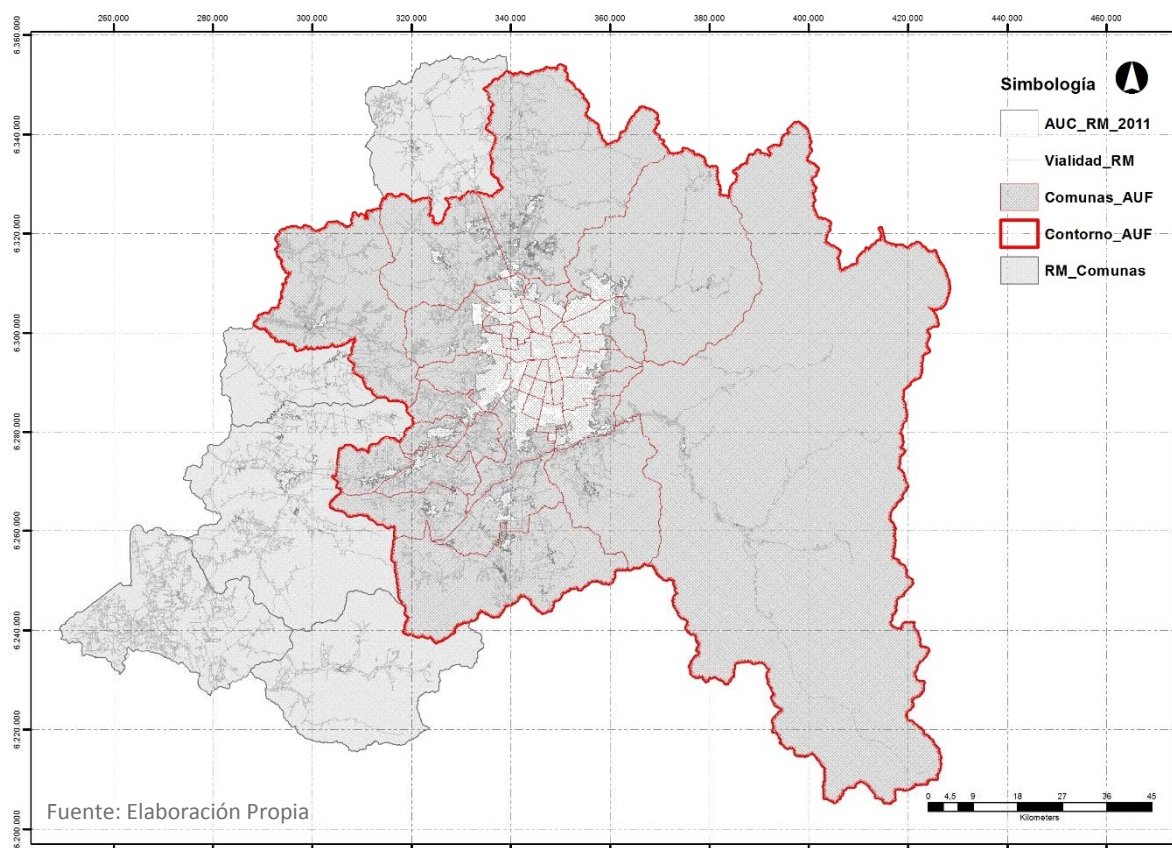 260.000 280.000 300.000 320.000 340.000 360.000 380.000 400.000 420.000 440.000 460.000
6.360.000
6.340.000
6.320.000
6.300.000
6.280.000
6.260.000
6.240.000
6.220.000
6.200.000
Simbología
AUC_RM_2011
Vialidad_RM
Comunas_AUF
Contorno_AUF
RM_Comunas
0 4,5 9 18 27 36 45
Kilometers
Fuente: Elaboración Propia